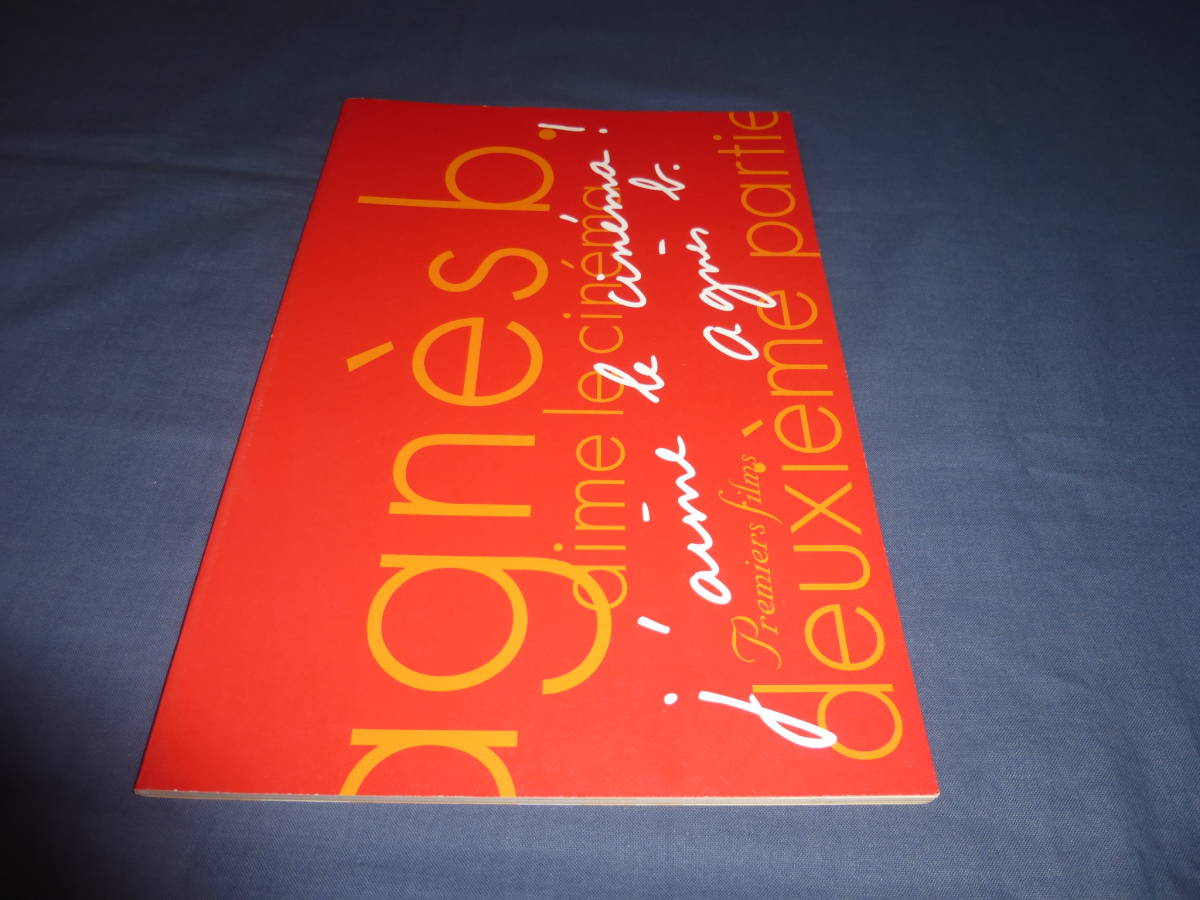 agnès b.
aime le cinéma
j'aime le cinéma!
agnès b.
Premiers films
deuxième partie